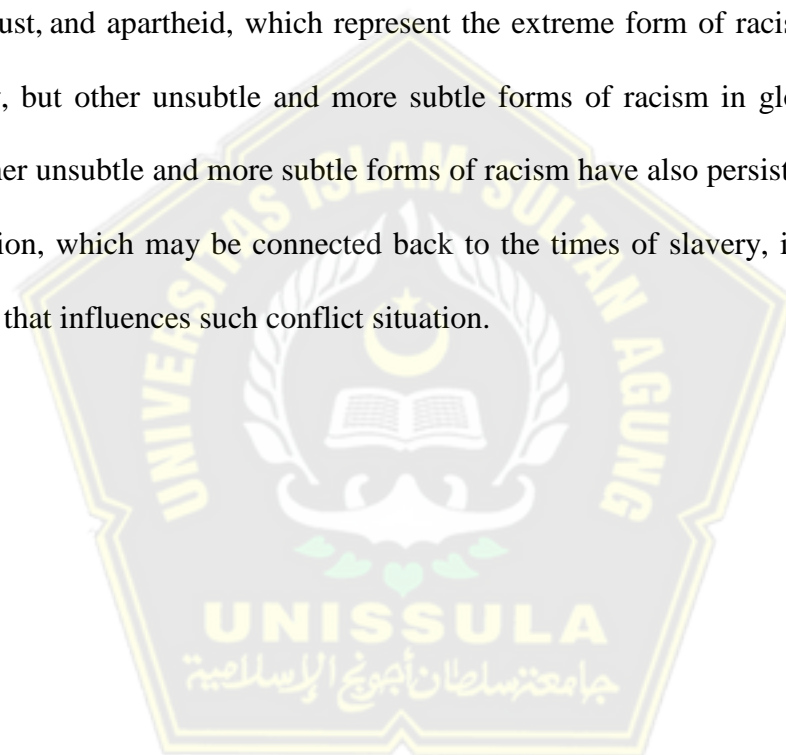 ust, and apartheid, which represent the extreme form of racis
, but other unsubtle and more subtle forms of racism in glo
her unsubtle and more subtle forms of racism have also persist
ion, which may be connected back to the times of slavery, i
that influences such conflict situation.
UNIVERSITAS ISLAM SULTAN AGUNG
UNISSULA
جامعة سلطان أجونج الإسلامية